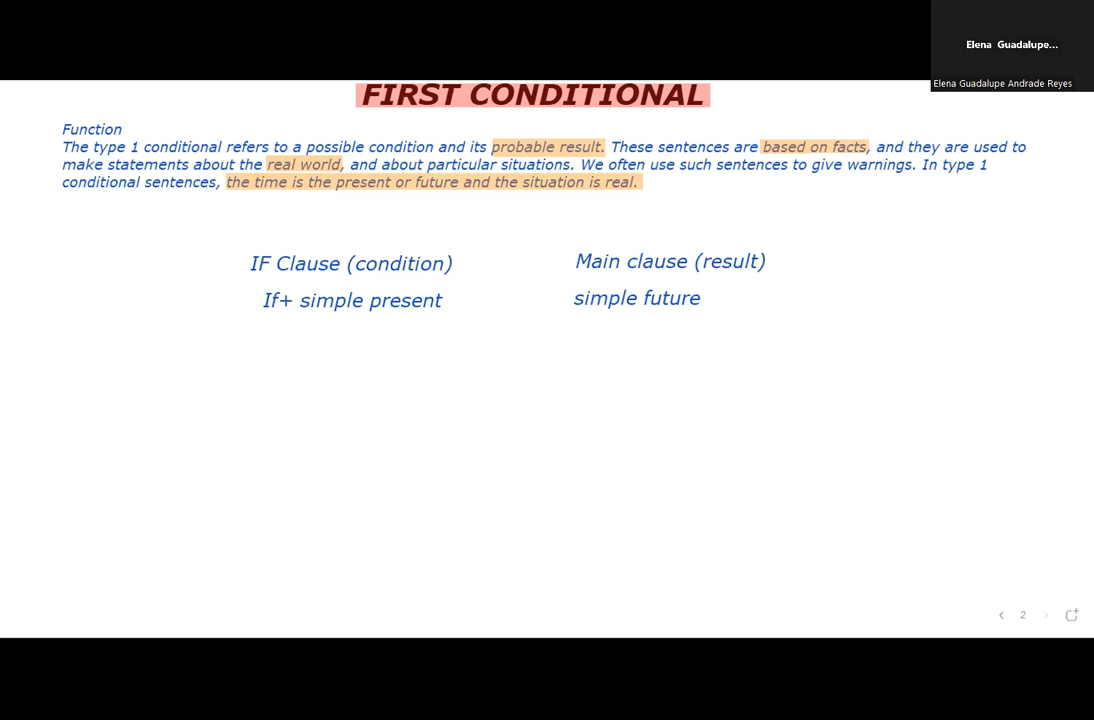 Elena Guadalupe...
Elena Guadalupe Andrade Reyes
FIRST CONDITIONAL
Function
The type 1 conditional refers to a possible condition and its probable result. These sentences are based on facts, and they are used to
make statements about the real world, and about particular situations. We often use such sentences to give warnings. In type 1
conditional sentences, the time is the present or future and the situation is real.
IF Clause (condition)
Main clause (result)
If+ simple present
simple future
2